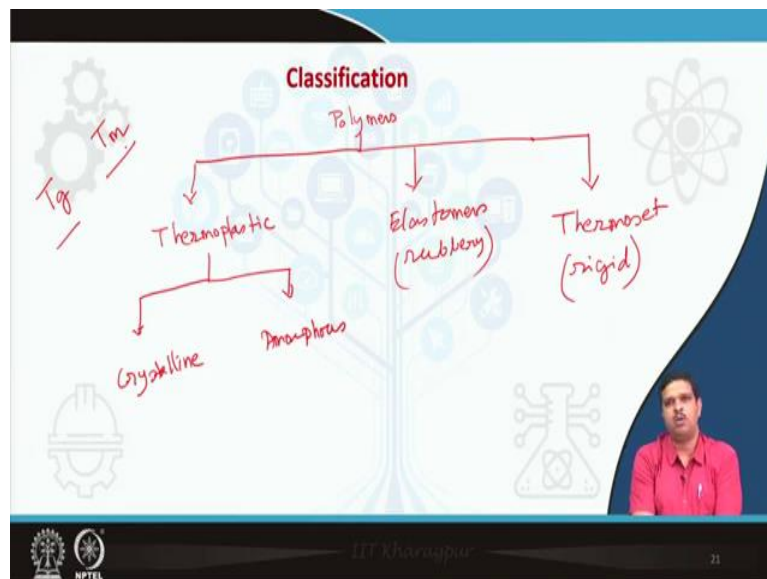 Classification
Polymers
Tm
Tg
Thermoplastic
Elastomers
(rubbery)
Thermoset
(rigid)
Crystalline
Amorphous
IIT Kharagpur
NPTEL
21